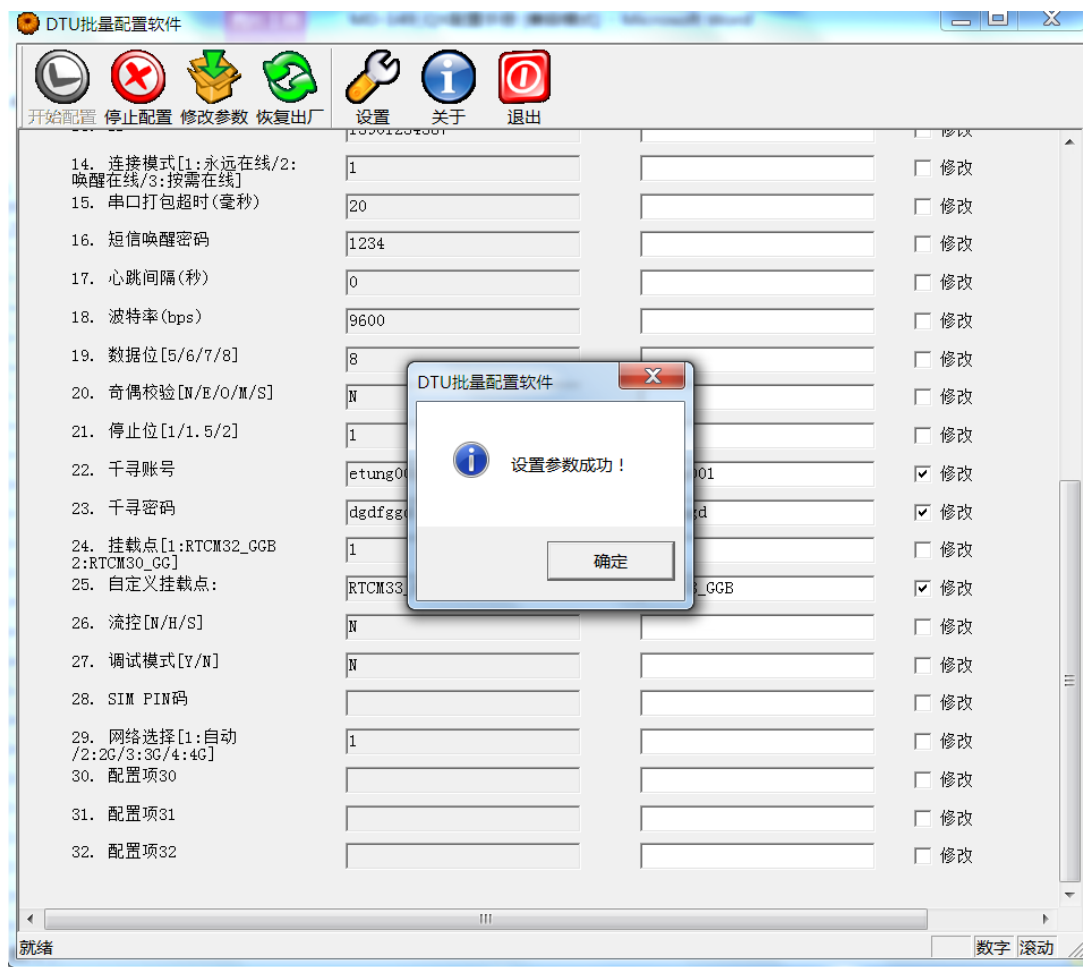 DTU批量配置软件
开始配置 停止配置 修改参数 恢复出厂 设置 关于 退出
14. 连接模式[1:永远在线/2:
唤醒在线/3:按需在线] 1 修改
15. 串口打包超时(毫秒) 20 修改
16. 短信唤醒密码 1234 修改
17. 心跳间隔(秒) 0 修改
18. 波特率(bps) 9600 修改
19. 数据位[5/6/7/8] 8 修改
20. 奇偶校验[N/E/O/M/S] N 修改
21. 停止位[1/1.5/2] 1 修改
22. 千寻账号 etung0 001 修改
23. 千寻密码 dgdfgg gd 修改
24. 挂载点[1:RTCM32_GGB
2:RTCM30_GG] 1 修改
25. 自定义挂载点: RTCM33_ _GGB 修改
26. 流控[N/H/S] N 修改
27. 调试模式[Y/N] N 修改
28. SIM PIN码 修改
29. 网络选择[1:自动
/2:2G/3:3G/4:4G] 1 修改
30. 配置项30 修改
31. 配置项31 修改
32. 配置项32 修改
DTU批量配置软件
设置参数成功！
确定
就绪 数字 滚动